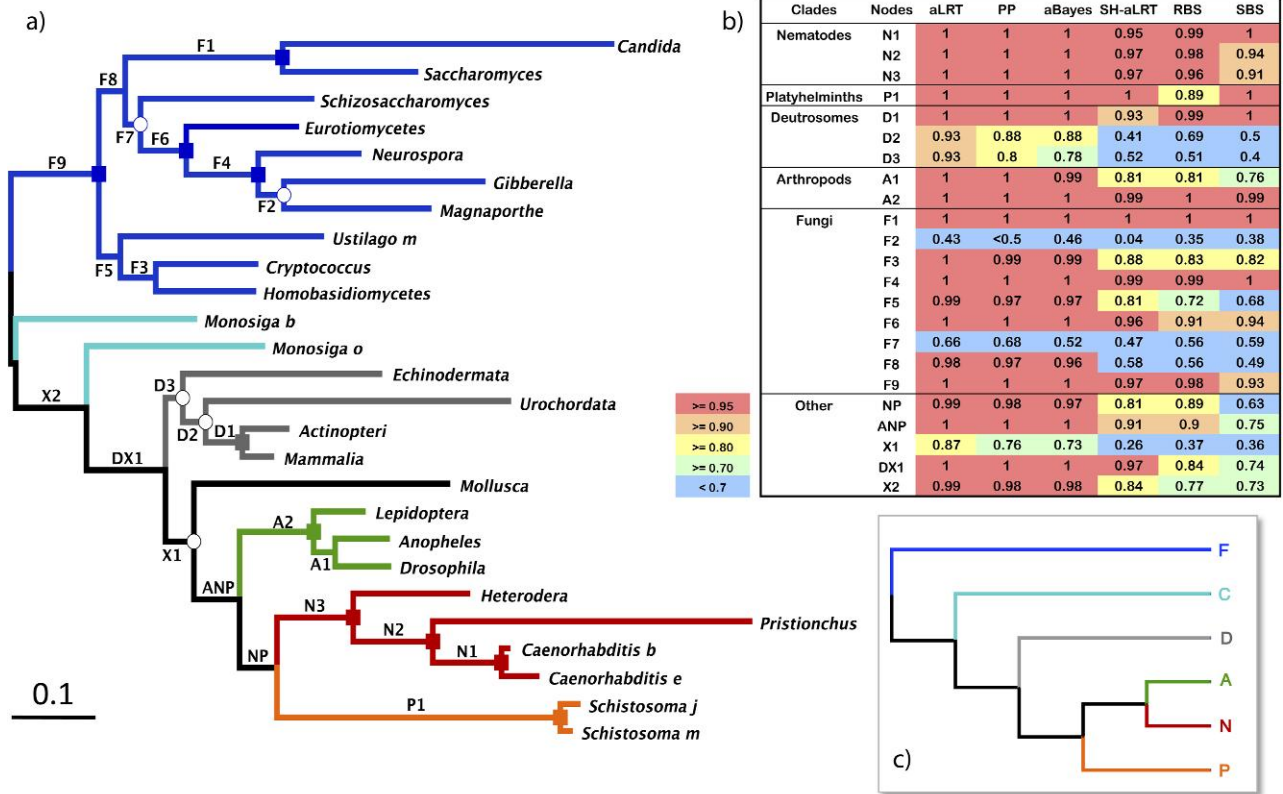 a)
F1
Candida
F8
Saccharomyces
Schizosaccharomyces
F7
F6
Eurotiomycetes
F9
F4
Neurospora
Gibberella
F2
Magnaporthe
Ustilago m
F5
F3
Cryptococcus
Homobasidiomycetes
Monosiga b
Monosiga o
X2
D3
Echinodermata
Urochordata
D2
D1
Actinopteri
Mammalia
DX1
Mollusca
X1
A2
Lepidoptera
Anopheles
A1
Drosophila
ANP
N3
Heterodera
N2
Pristionchus
NP
N1
Caenorhabditis b
Caenorhabditis e
P1
Schistosoma j
Schistosoma m
0.1
b)
Clades Nodes aLRT PP aBayes SH-aLRT RBS SBS
Nematodes N1 1 1 1 0.95 0.99 1
N2 1 1 1 0.97 0.98 0.94
N3 1 1 1 0.97 0.96 0.91
Platyhelminths P1 1 1 1 1 0.89 1
Deutrosomes D1 1 1 1 0.93 0.99 1
D2 0.93 0.88 0.88 0.41 0.69 0.5
D3 0.93 0.8 0.78 0.52 0.51 0.4
Arthropods A1 1 1 0.99 0.81 0.81 0.76
A2 1 1 1 0.99 1 0.99
Fungi F1 1 1 1 1 1 1
F2 0.43 <0.5 0.46 0.04 0.35 0.38
F3 1 0.99 0.99 0.88 0.83 0.82
F4 1 1 1 0.99 0.99 1
F5 0.99 0.97 0.97 0.81 0.72 0.68
F6 1 1 1 0.96 0.91 0.94
F7 0.66 0.68 0.52 0.47 0.56 0.59
F8 0.98 0.97 0.96 0.58 0.56 0.49
F9 1 1 1 0.97 0.98 0.93
Other NP 0.99 0.98 0.97 0.81 0.89 0.63
ANP 1 1 1 0.91 0.9 0.75
X1 0.87 0.76 0.73 0.26 0.37 0.36
DX1 1 1 1 0.97 0.84 0.74
X2 0.99 0.98 0.98 0.84 0.77 0.73
>= 0.95
>= 0.90
>= 0.80
>= 0.70
< 0.7
c)
F
C
D
A
N
P